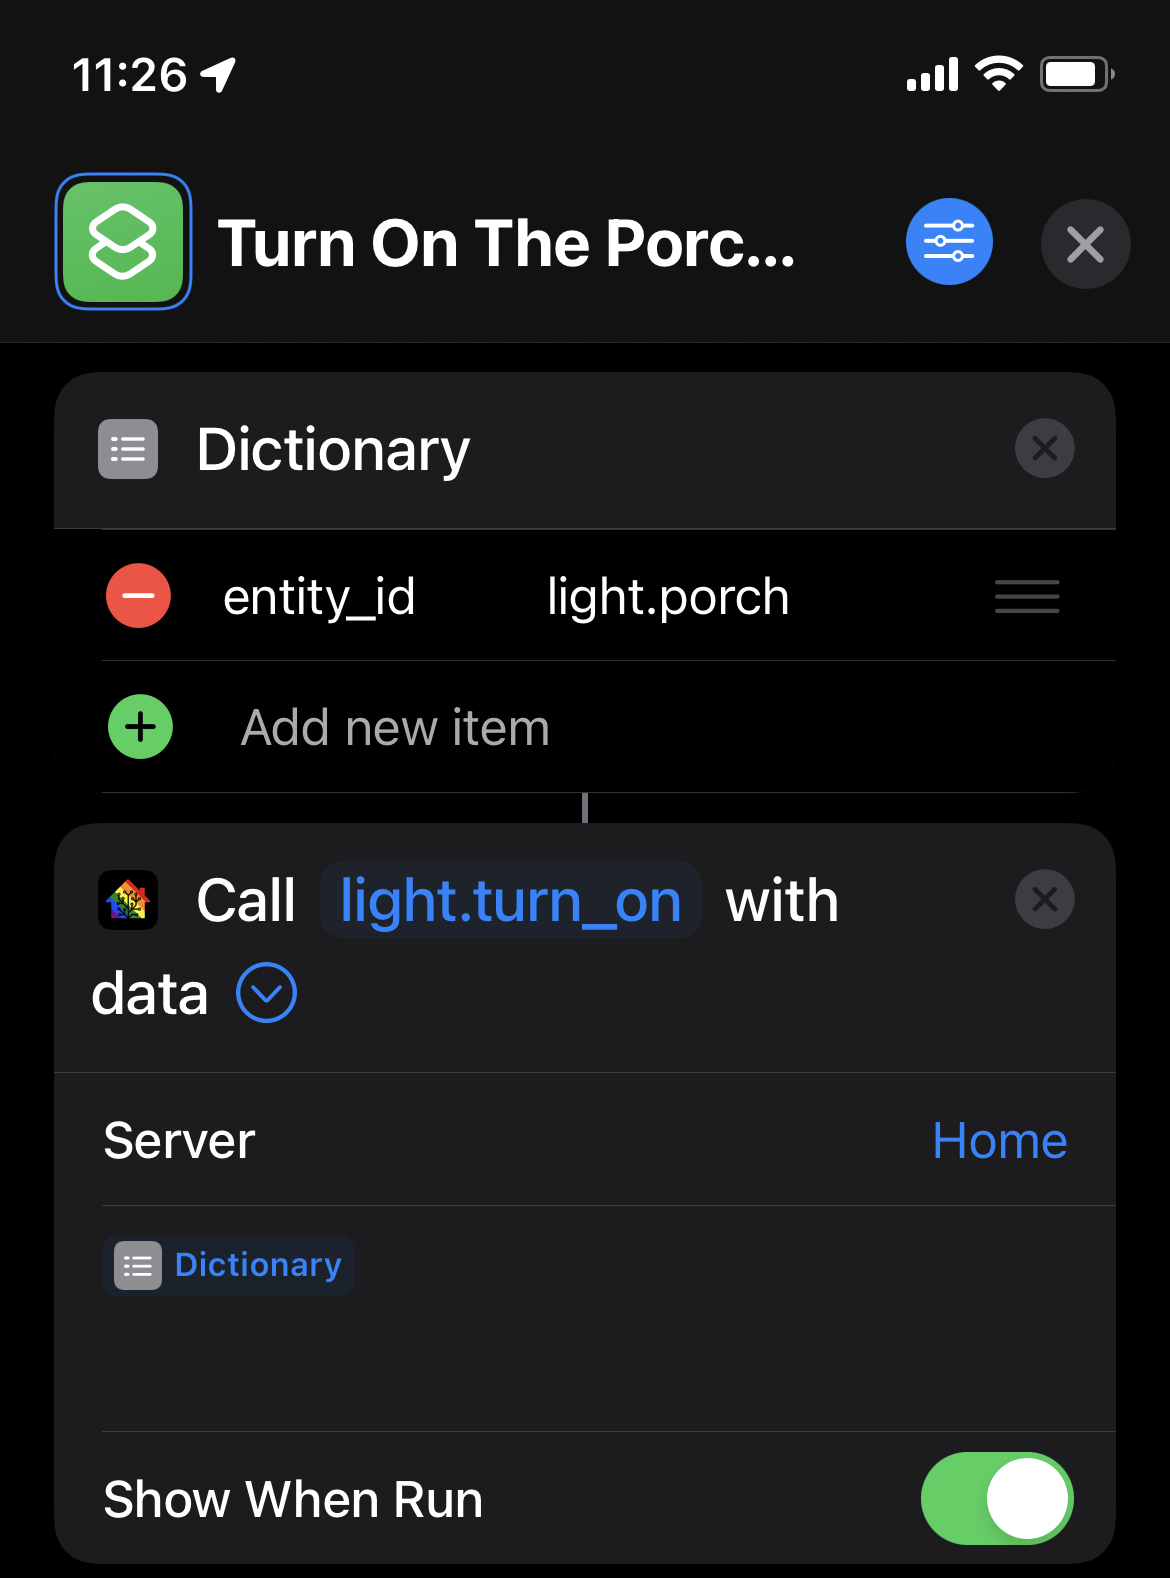 11:26
Turn On The Porc...
Dictionary
entity_id light.porch
Add new item
Call light.turn_on with
data
Server Home
Dictionary
Show When Run